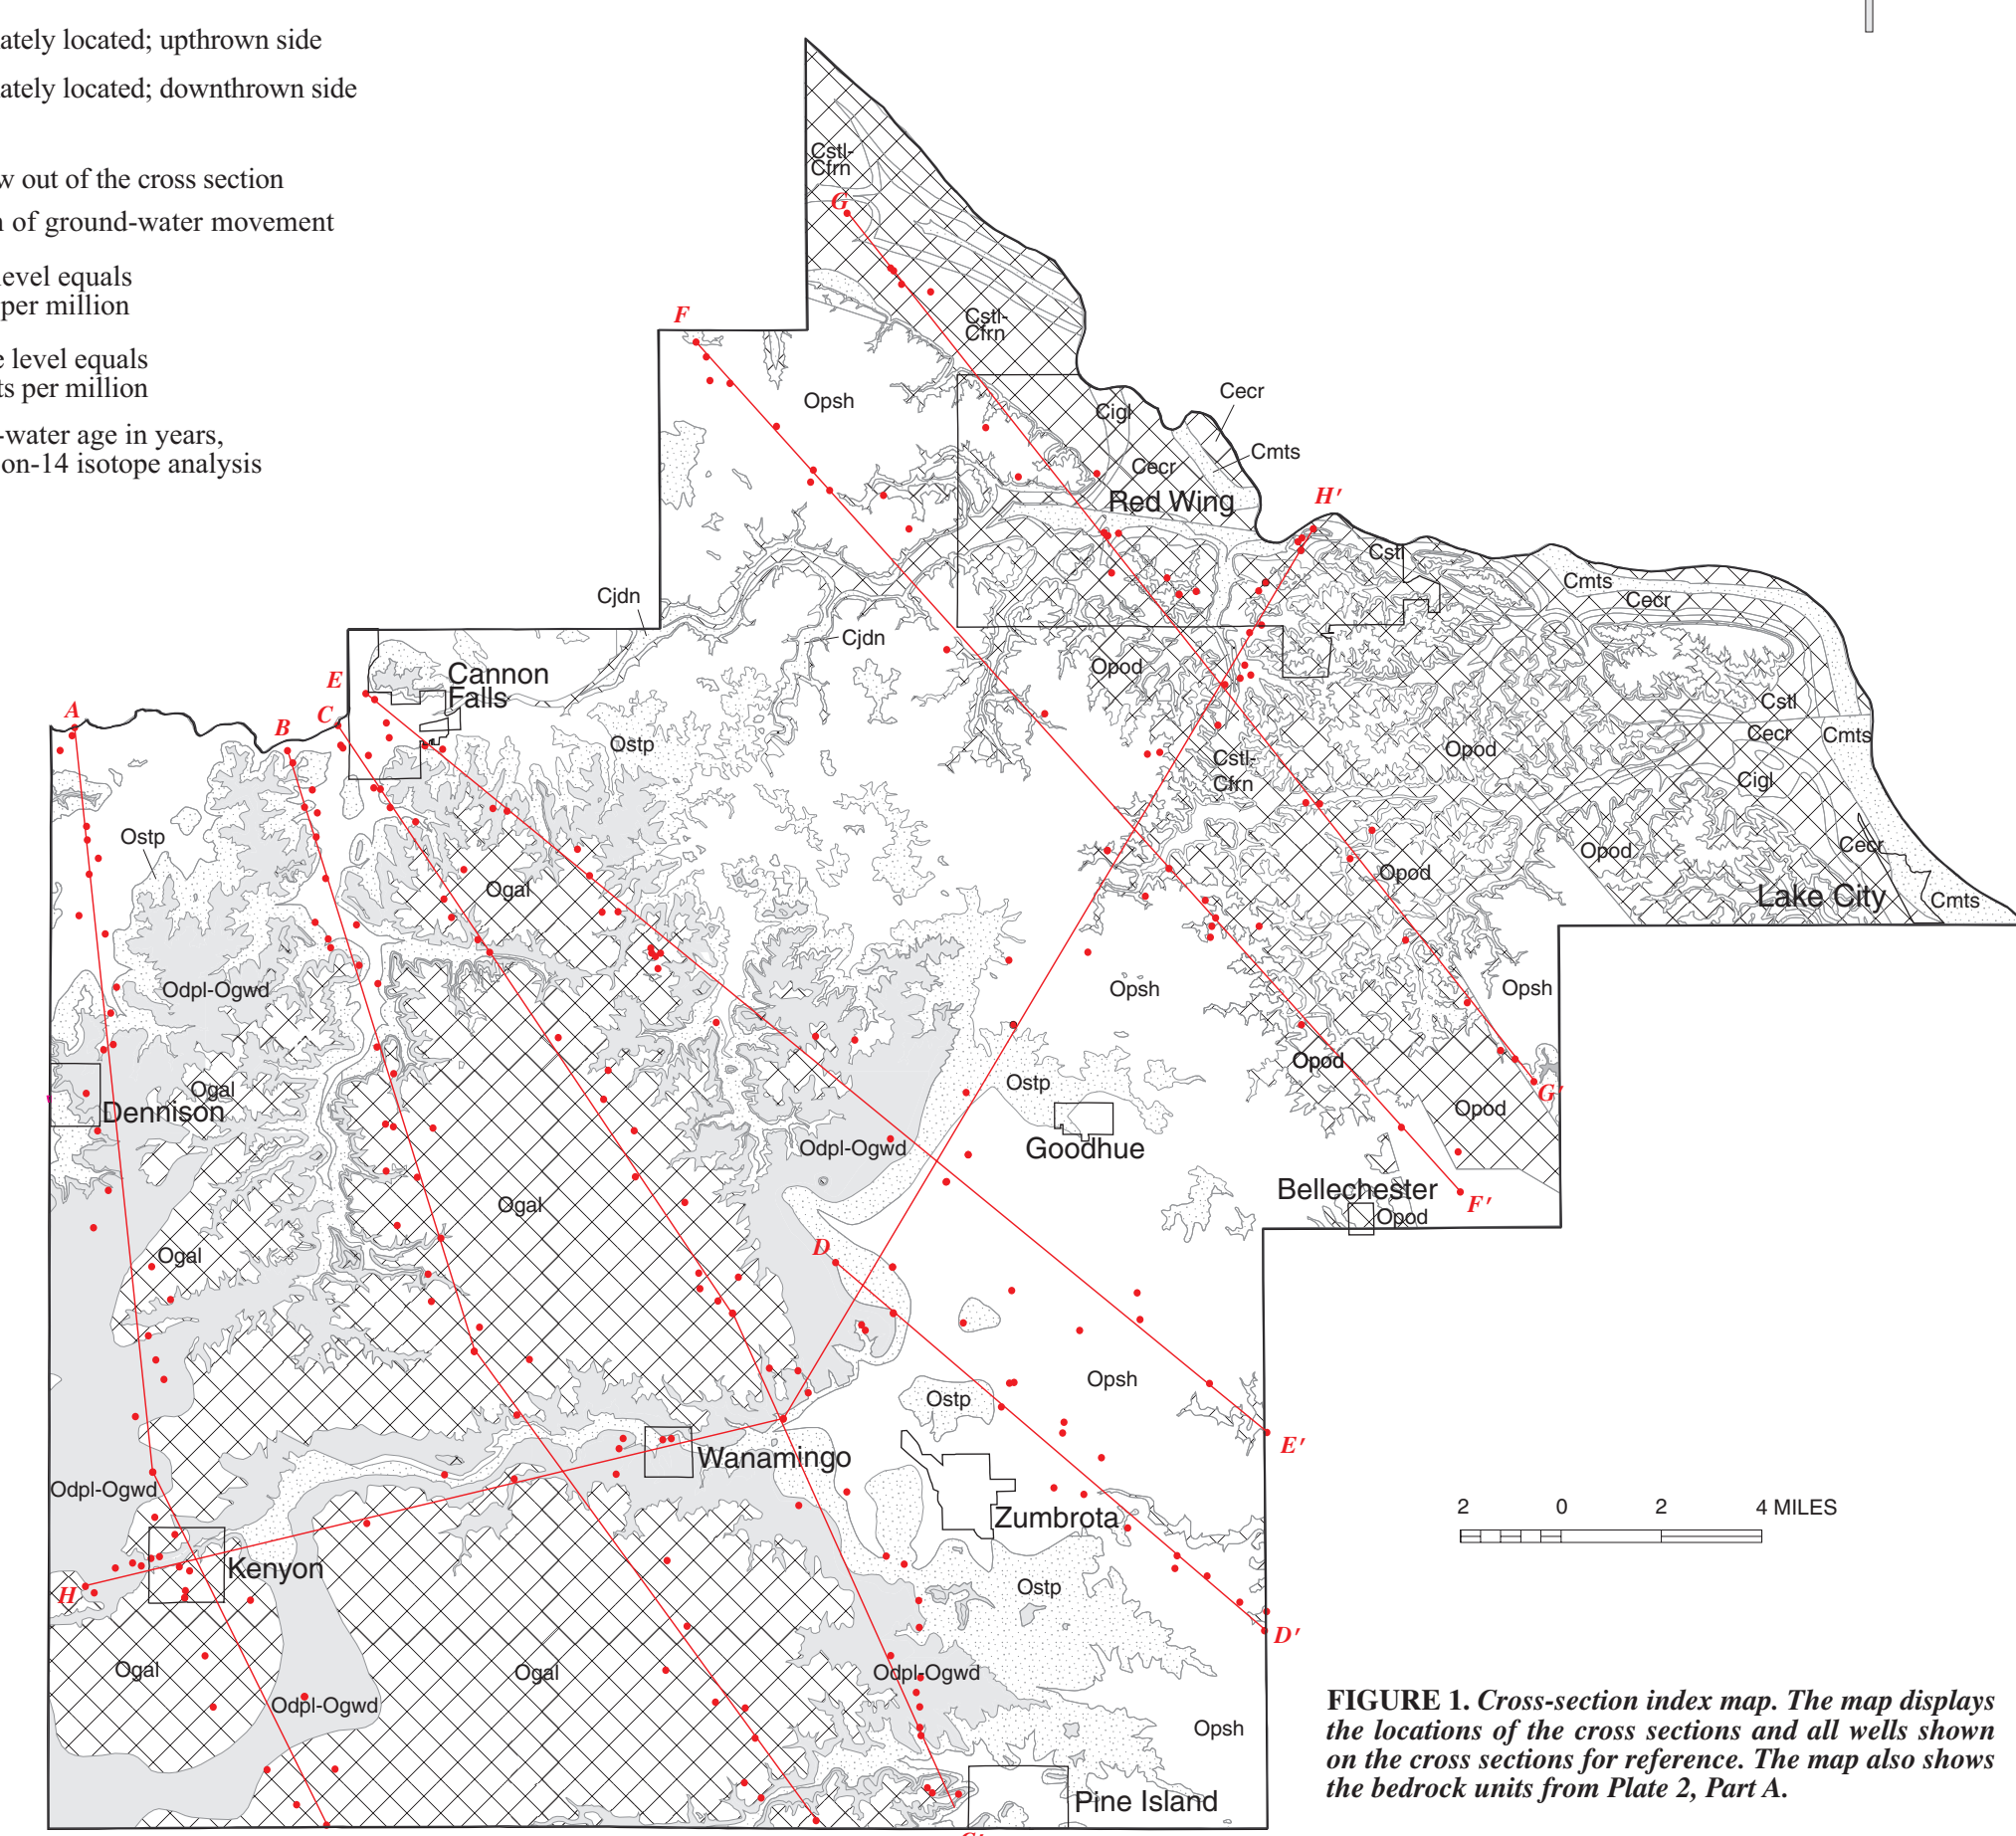 ately located; upthrown side
ately located; downthrown side
w out of the cross section
n of ground-water movement
level equals
per million
e level equals
ts per million
-water age in years,
on-14 isotope analysis
Cstl-
Cfrn
G
F
Cstl-
Cfrn
Opsh
Cigl
Cecr
Cecr
Cmts
Red Wing
H'
Cstl
Cmts
Cecr
Cjdn
Cjdn
Opod
Cannon
Falls
E
C
B
A
Ostp
Cstl-
Cfrn
Opod
Cstl
Cecr
Cmts
Cigl
Ostp
Ogal
Opod
Opod
Cecr
Lake City
Cmts
Odpl-Ogwd
Opsh
Opsh
Ogal
Dennison
Ostp
Opod
G'
Opod
Goodhue
Odpl-Ogwd
Bellechester
Opod
F'
Ogal
Ogal
D
Opsh
Ostp
E'
Wanamingo
Odpl-Ogwd
Zumbrota
2 0 2 4 MILES
Kenyon
H
Ostp
D'
Ogal
Ogal
Odpl-Ogwd
Odpl-Ogwd
Opsh
Pine Island
FIGURE 1. Cross-section index map. The map displays
the locations of the cross sections and all wells shown
on the cross sections for reference. The map also shows
the bedrock units from Plate 2, Part A.